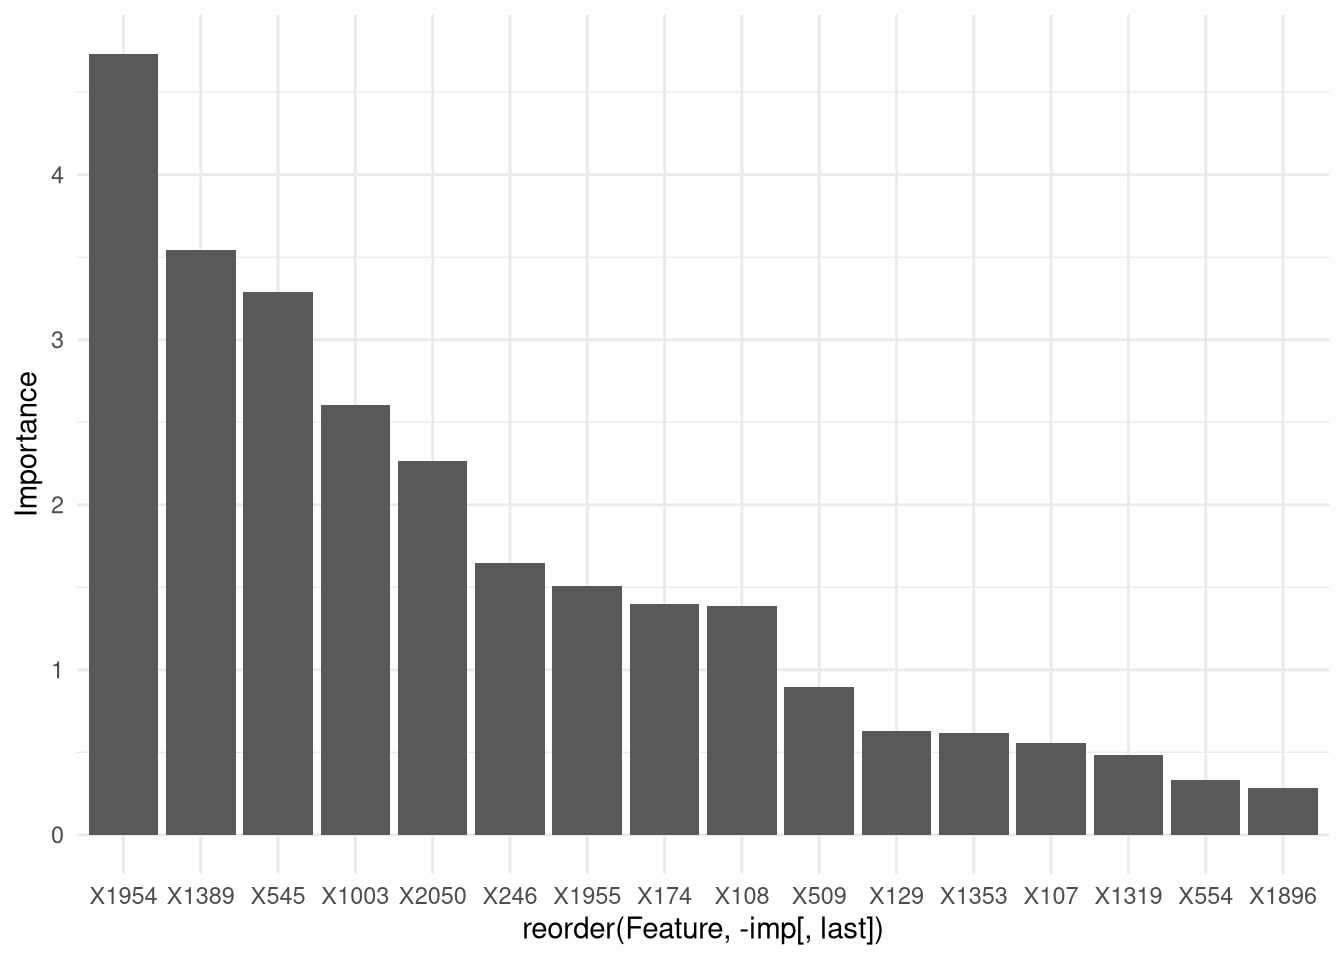 Importance
4
3
2
1
0
X1954 X1389 X545 X1003 X2050 X246 X1955 X174 X108 X509 X129 X1353 X107 X1319 X554 X1896
reorder(Feature, -imp[, last])